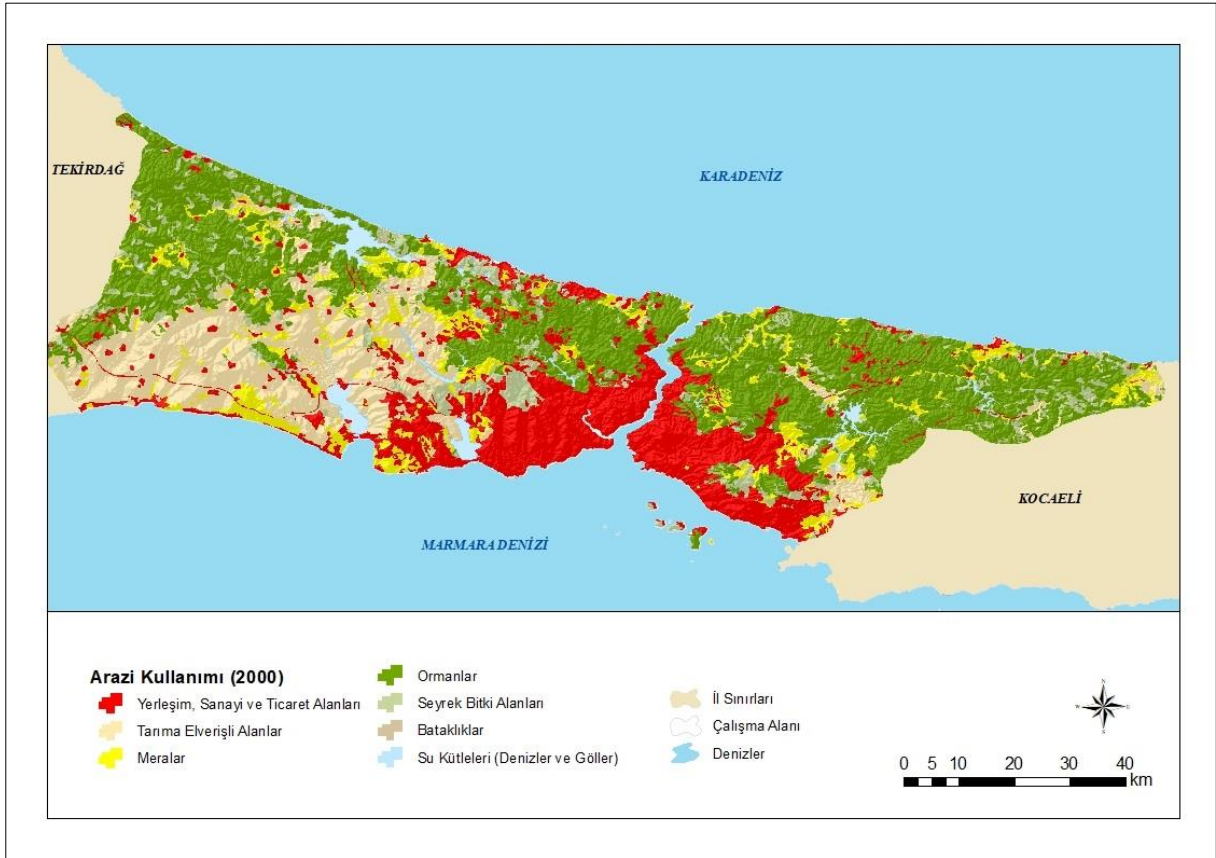 TEKİRDAĞ
KARADENİZ
KOCAELİ
MARMARA DENİZİ
Arazi Kullanımı (2000)
Yerleşim, Sanayi ve Ticaret Alanları
Tarıma Elverişli Alanlar
Meralar
Ormanlar
Seyrek Bitki Alanları
Bataklıklar
Su Kütleleri (Denizler ve Göller)
İl Sınırları
Çalışma Alanı
Denizler
N
W
E
S
0 5 10 20 30 40
km